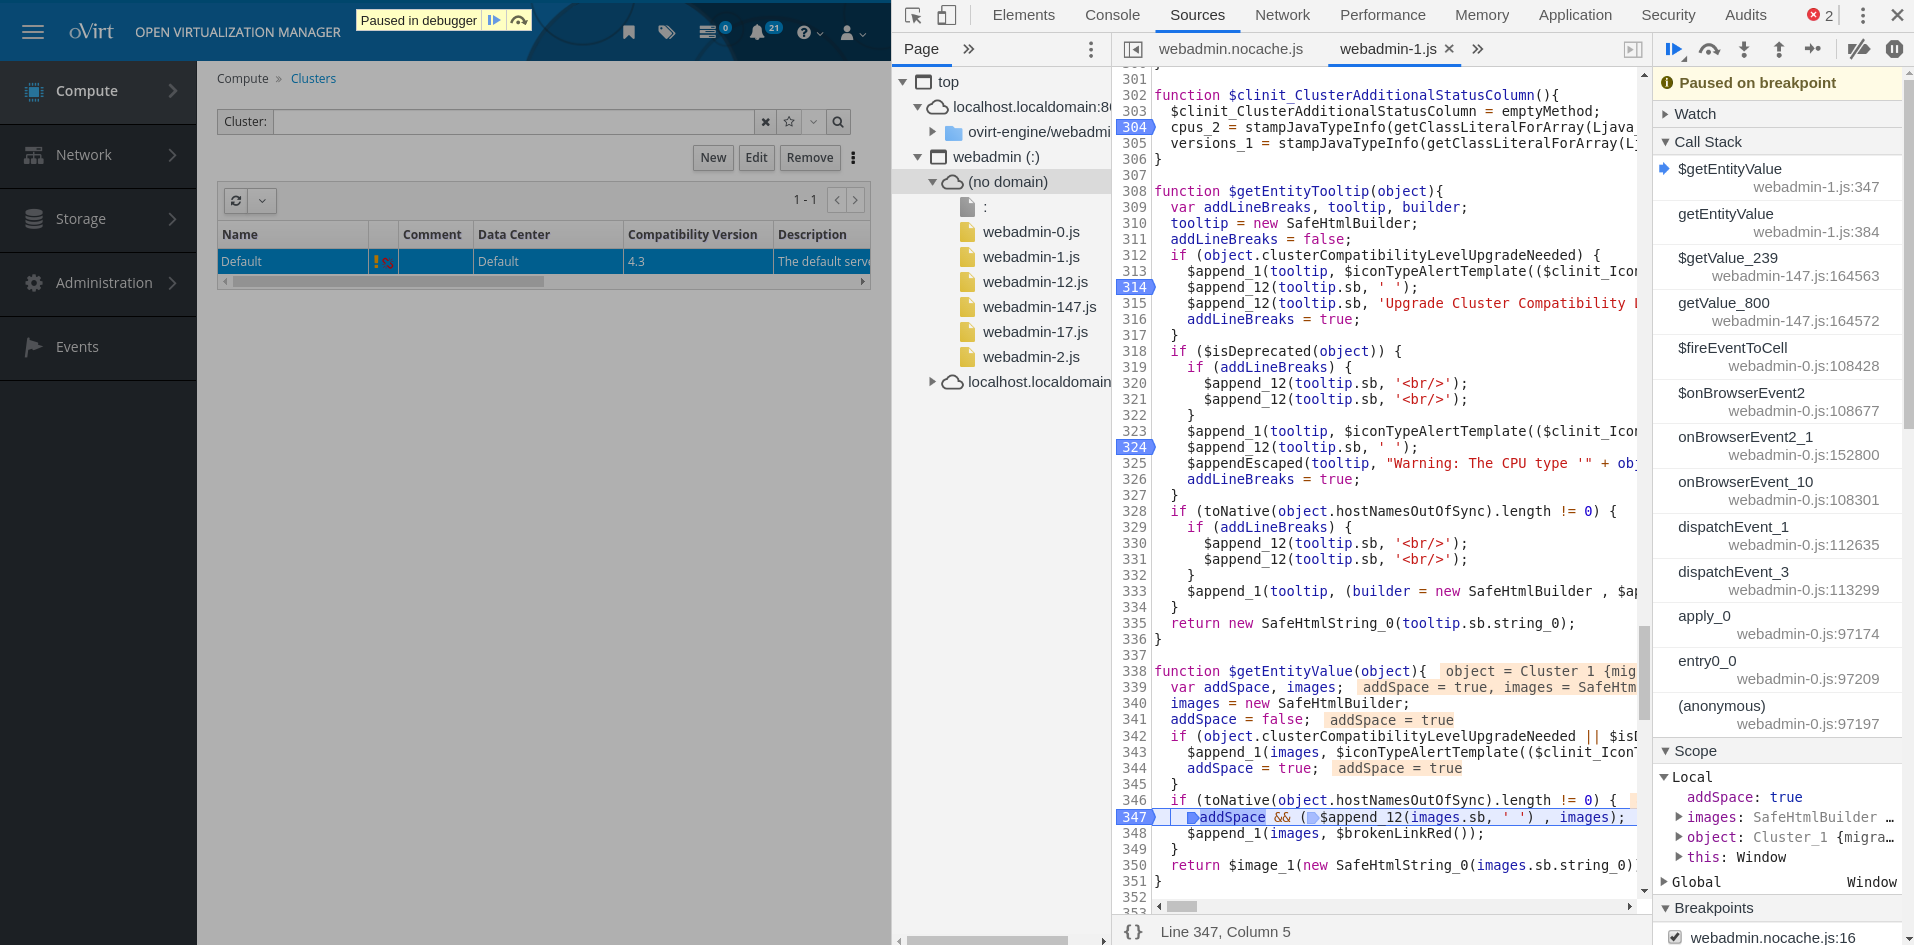 Paused in debugger
oVirt OPEN VIRTUALIZATION MANAGER
0
21
Compute
Network
Storage
Administration
Events
Compute » Clusters
Cluster:
New Edit Remove
1 - 1
Name Comment Data Center Compatibility Version Description
Default Default 4.3 The default serve
Elements Console Sources Network Performance Memory Application Security Audits 2
Page »
top
localhost.localdomain:80
ovirt-engine/webadmi
webadmin (:)
(no domain)
:
webadmin-0.js
webadmin-1.js
webadmin-12.js
webadmin-147.js
webadmin-17.js
webadmin-2.js
localhost.localdomain
webadmin.nocache.js webadmin-1.js × »
301
302 function $clinit_ClusterAdditionalStatusColumn(){
303 $clinit_ClusterAdditionalStatusColumn = emptyMethod;
304 cpus_2 = stampJavaTypeInfo(getClassLiteralForArray(Ljava_
305 versions_1 = stampJavaTypeInfo(getClassLiteralForArray(Lj
306 }
307
308 function $getEntityTooltip(object){
309 var addLineBreaks, tooltip, builder;
310 tooltip = new SafeHtmlBuilder;
311 addLineBreaks = false;
312 if (object.clusterCompatibilityLevelUpgradeNeeded) {
313 $append_1(tooltip, $iconTypeAlertTemplate(($clinit_Icon
314 $append_12(tooltip.sb, ' ');
315 $append_12(tooltip.sb, 'Upgrade Cluster Compatibility L
316 addLineBreaks = true;
317 }
318 if ($isDeprecated(object)) {
319 if (addLineBreaks) {
320 $append_12(tooltip.sb, '<br/>');
321 $append_12(tooltip.sb, '<br/>');
322 }
323 $append_1(tooltip, $iconTypeAlertTemplate(($clinit_Icon
324 $append_12(tooltip.sb, ' ');
325 $appendEscaped(tooltip, "Warning: The CPU type '" + obj
326 addLineBreaks = true;
327 }
328 if (toNative(object.hostNamesOutOfSync).length != 0) {
329 if (addLineBreaks) {
330 $append_12(tooltip.sb, '<br/>');
331 $append_12(tooltip.sb, '<br/>');
332 }
333 $append_1(tooltip, (builder = new SafeHtmlBuilder , $ap
334 }
335 return new SafeHtmlString_0(tooltip.sb.string_0);
336 }
337
338 function $getEntityValue(object){ object = Cluster_1 {mig
339 var addSpace, images; addSpace = true, images = SafeHtm
340 images = new SafeHtmlBuilder;
341 addSpace = false; addSpace = true
342 if (object.clusterCompatibilityLevelUpgradeNeeded || $isD
343 $append_1(images, $iconTypeAlertTemplate(($clinit_IconT
344 addSpace = true; addSpace = true
345 }
346 if (toNative(object.hostNamesOutOfSync).length != 0) {
347 addSpace && ($append_12(images.sb, ' ') , images);
348 $append_1(images, $brokenLinkRed());
349 }
350 return $image_1(new SafeHtmlString_0(images.sb.string_0)
351 }
352
353
{} Line 347, Column 5
Paused on breakpoint
Watch
Call Stack
$getEntityValue
webadmin-1.js:347
getEntityValue
webadmin-1.js:384
$getValue_239
webadmin-147.js:164563
getValue_800
webadmin-147.js:164572
$fireEventToCell
webadmin-0.js:108428
$onBrowserEvent2
webadmin-0.js:108677
onBrowserEvent2_1
webadmin-0.js:152800
onBrowserEvent_10
webadmin-0.js:108301
dispatchEvent_1
webadmin-0.js:112635
dispatchEvent_3
webadmin-0.js:113299
apply_0
webadmin-0.js:97174
entry0_0
webadmin-0.js:97209
(anonymous)
webadmin-0.js:97197
Scope
Local
addSpace: true
images: SafeHtmlBuilder …
object: Cluster_1 {migra…
this: Window
Global Window
Breakpoints
webadmin.nocache.js:16